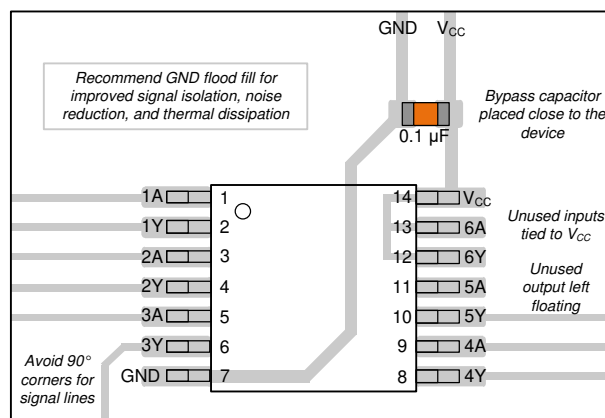 GND VCC
Recommend GND flood fill for
improved signal isolation, noise
reduction, and thermal dissipation
Bypass capacitor
placed close to the
device
0.1 µF
1A 1 14 VCC
1Y 2 13 6A
Unused inputs
tied to VCC
2A 3 12 6Y
2Y 4 11 5A
Unused
output left
floating
3A 5 10 5Y
3Y 6 9 4A
Avoid 90°
corners for
signal lines
GND 7 8 4Y